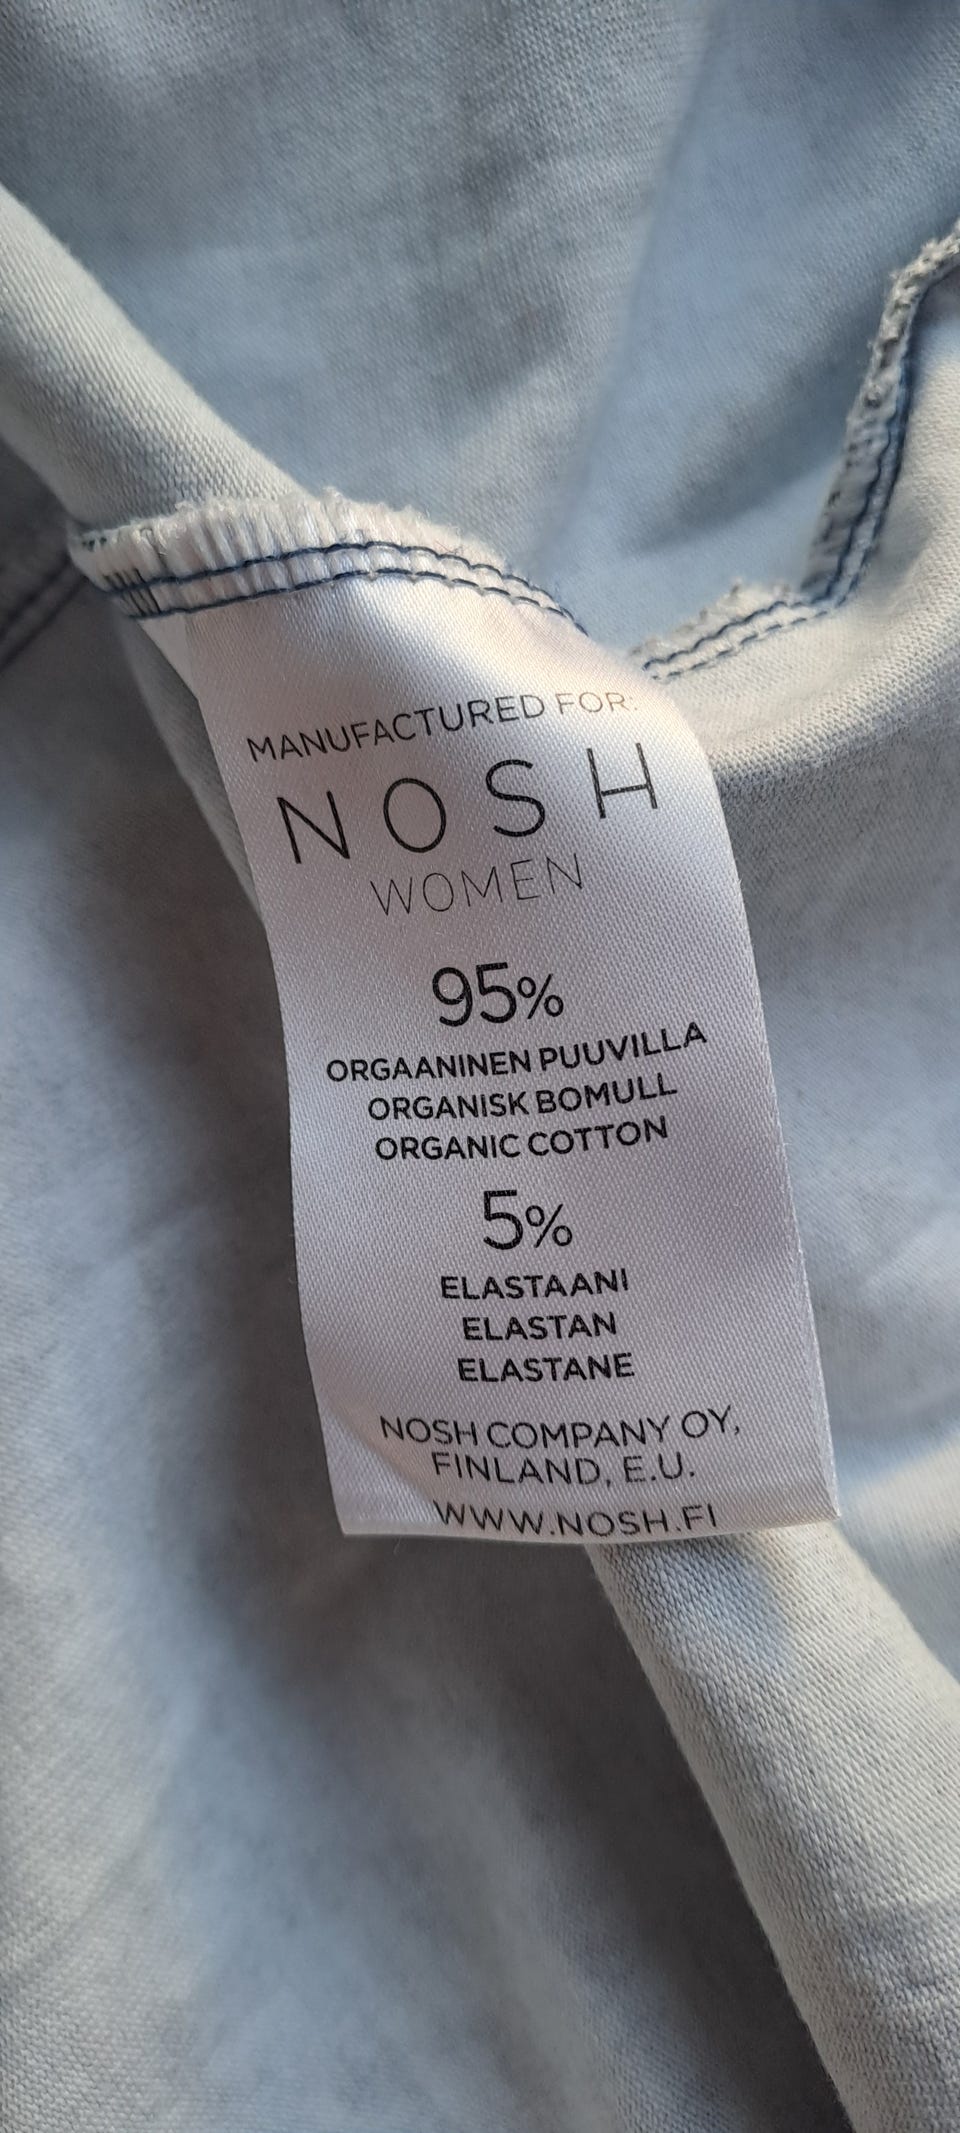 MANUFACTURED FOR:
NOSH
WOMEN
95%
ORGAANINEN PUUVILLA
ORGANISK BOMULL
ORGANIC COTTON
5%
ELASTAANI
ELASTAN
ELASTANE
NOSH COMPANY OY,
FINLAND, E.U.
WWW.NOSH.FI